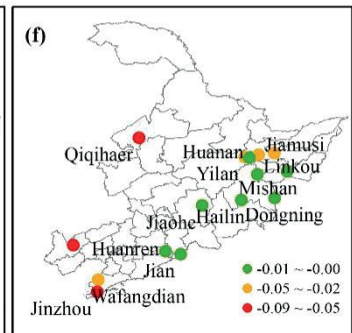 (f)
Qiqihaer
Huanan
Jiamusi
Yilan
Linkou
Mishan
Jiaohe
Hailin
Dongning
Huanren
Jian
Wafangdian
Jinzhou
-0.01 ~ -0.00
-0.05 ~ -0.02
-0.09 ~ -0.05